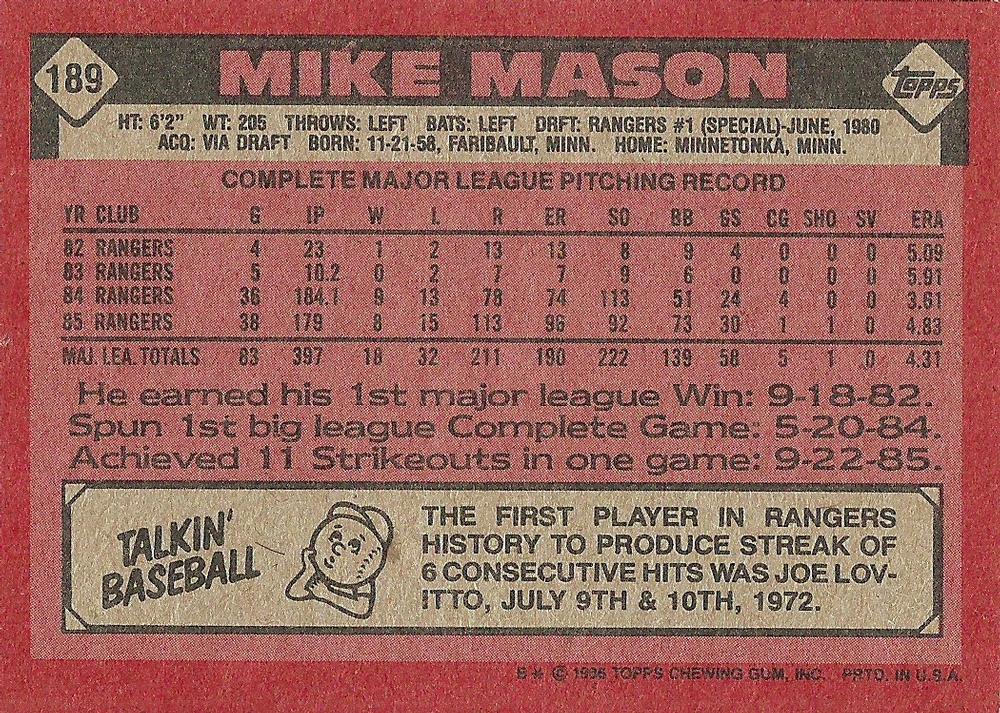 189
MIKE MASON
TOPPS
HT: 6'2" WT: 205 THROWS: LEFT BATS: LEFT DRFT: RANGERS #1 (SPECIAL)-JUNE, 1980
ACQ: VIA DRAFT BORN: 11-21-58, FARIBAULT, MINN. HOME: MINNETONKA, MINN.
COMPLETE MAJOR LEAGUE PITCHING RECORD
YR CLUB G IP W L R ER SO BB GS CG SHO SV ERA
82 RANGERS 4 23 1 2 13 13 8 9 4 0 0 0 5.09
83 RANGERS 5 10.2 0 2 7 7 9 6 0 0 0 0 5.91
84 RANGERS 36 184.1 9 13 78 74 113 51 24 4 0 0 3.61
85 RANGERS 38 179 8 15 113 96 92 73 30 1 1 0 4.83
MAJ. LEA. TOTALS 83 397 18 32 211 190 222 139 58 5 1 0 4.31
He earned his 1st major league Win: 9-18-82.
Spun 1st big league Complete Game: 5-20-84.
Achieved 11 Strikeouts in one game: 9-22-85.
TALKIN'
BASEBALL
THE FIRST PLAYER IN RANGERS
HISTORY TO PRODUCE STREAK OF
6 CONSECUTIVE HITS WAS JOE LOV-
ITTO, JULY 9TH & 10TH, 1972.
B* © 1986 TOPPS CHEWING GUM, INC. PRTD. IN U.S.A.